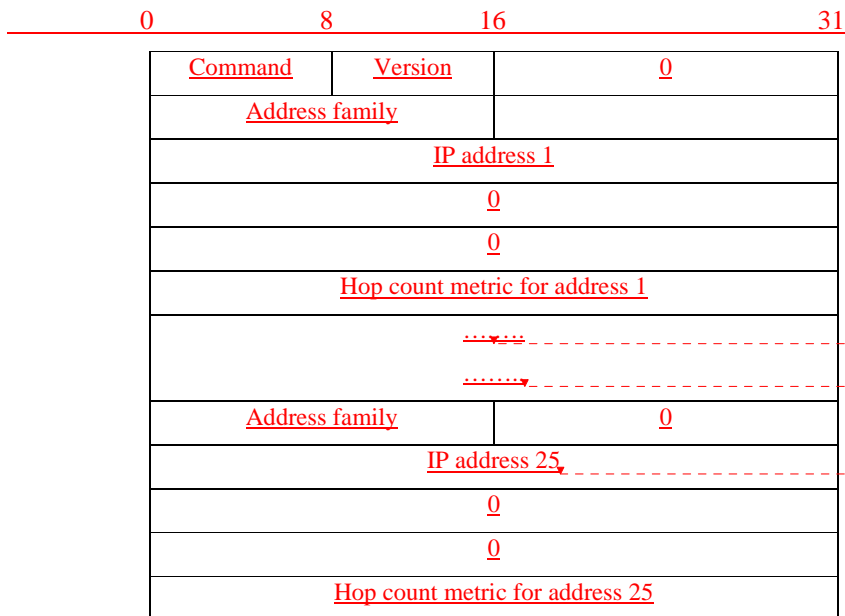 0 8 16 31
Command Version 0
Address family
IP address 1
0
0
Hop count metric for address 1
........
........
Address family 0
IP address 25
0
0
Hop count metric for address 25